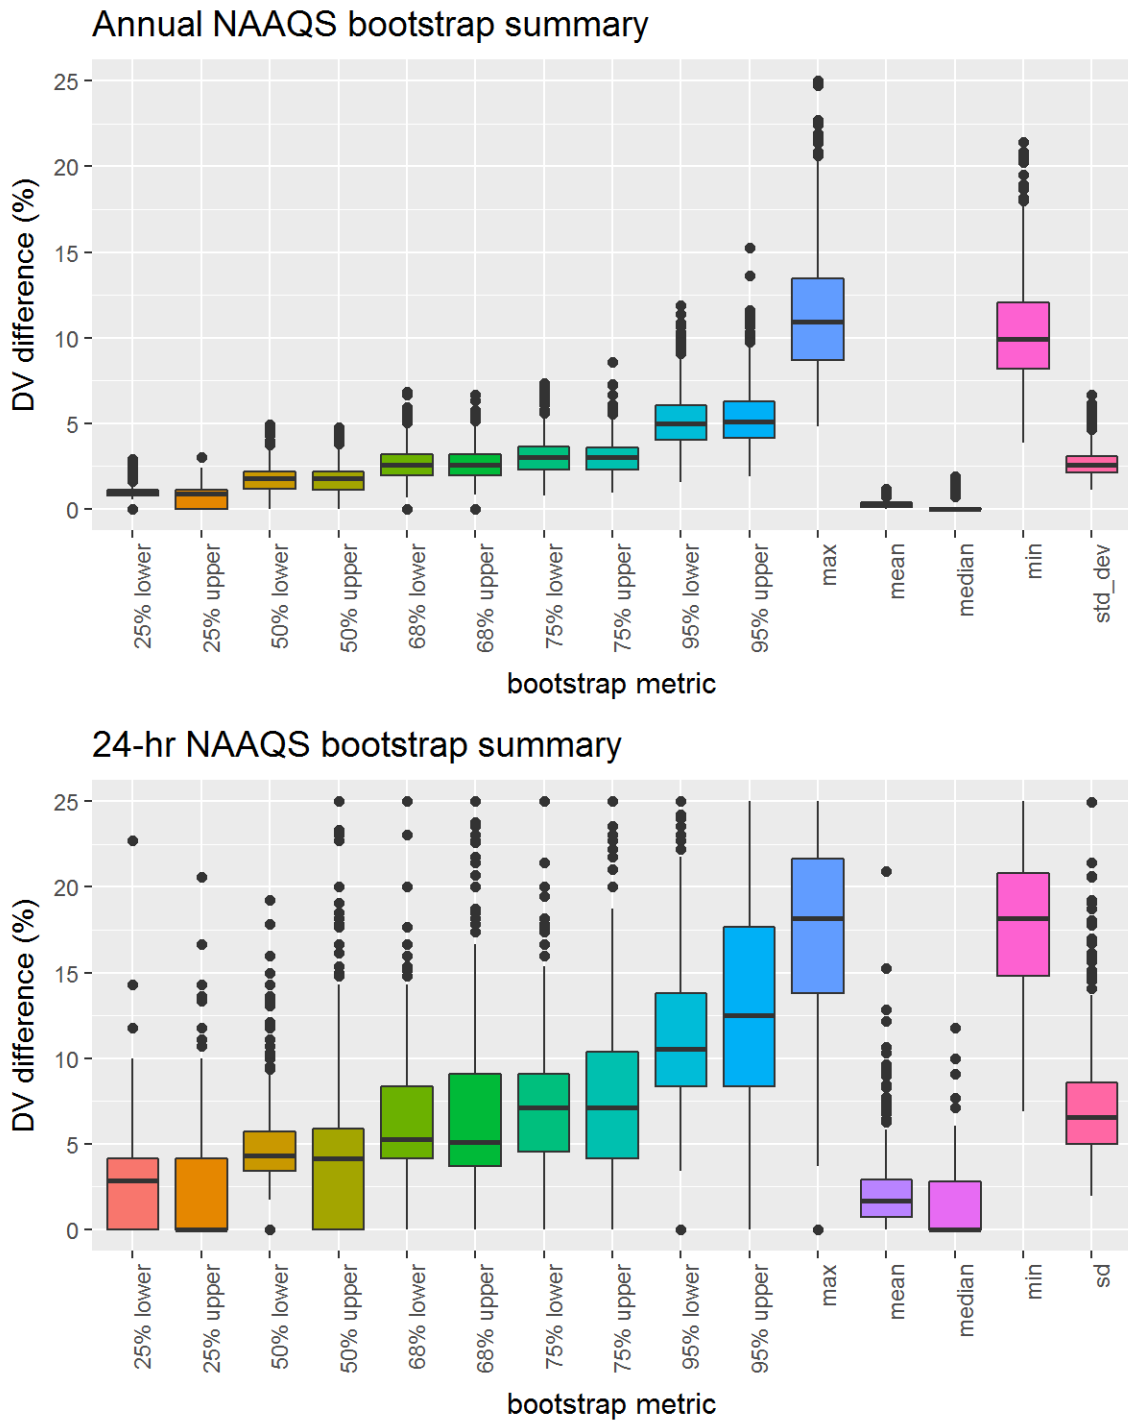 Annual NAAQS bootstrap summary
25
20
15
10
5
0
DV difference (%)
25% lower
25% upper
50% lower
50% upper
68% lower
68% upper
75% lower
75% upper
95% lower
95% upper
max
mean
median
min
std_dev
bootstrap metric
24-hr NAAQS bootstrap summary
25
20
15
10
5
0
DV difference (%)
25% lower
25% upper
50% lower
50% upper
68% lower
68% upper
75% lower
75% upper
95% lower
95% upper
max
mean
median
min
sd
bootstrap metric